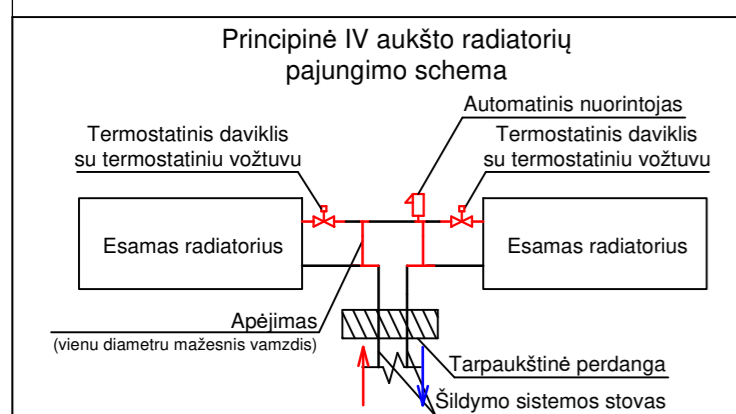 Principinė IV aukšto radiatorių
pajungimo schema
Automatinis nuorintojas
Termostatinis daviklis
su termostatiniu vožtuvu
Termostatinis daviklis
su termostatiniu vožtuvu
Esamas radiatorius
Esamas radiatorius
Apėjimas
(vienu diametru mažesnis vamzdis)
Tarpaukštinė perdanga
Šildymo sistemos stovas